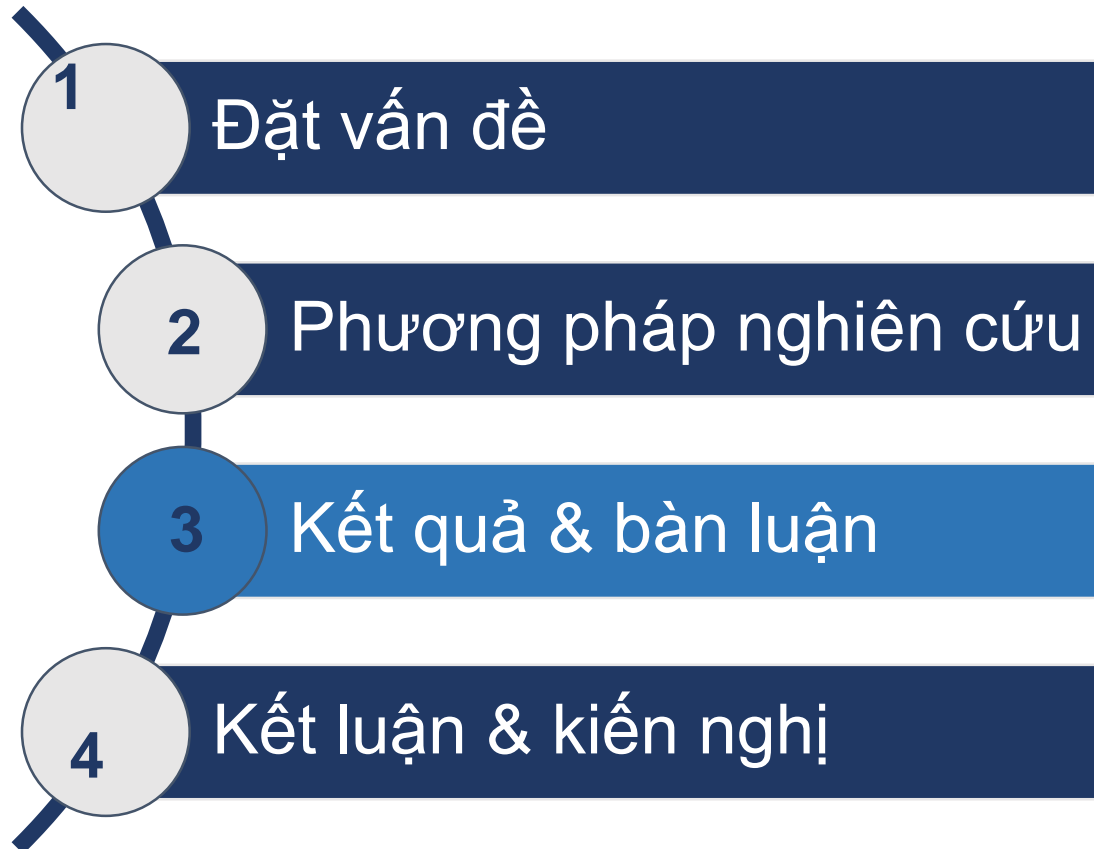 1
Đặt vấn đề
2
Phương pháp nghiên cứu
3
Kết quả & bàn luận
4
Kết luận & kiến nghị